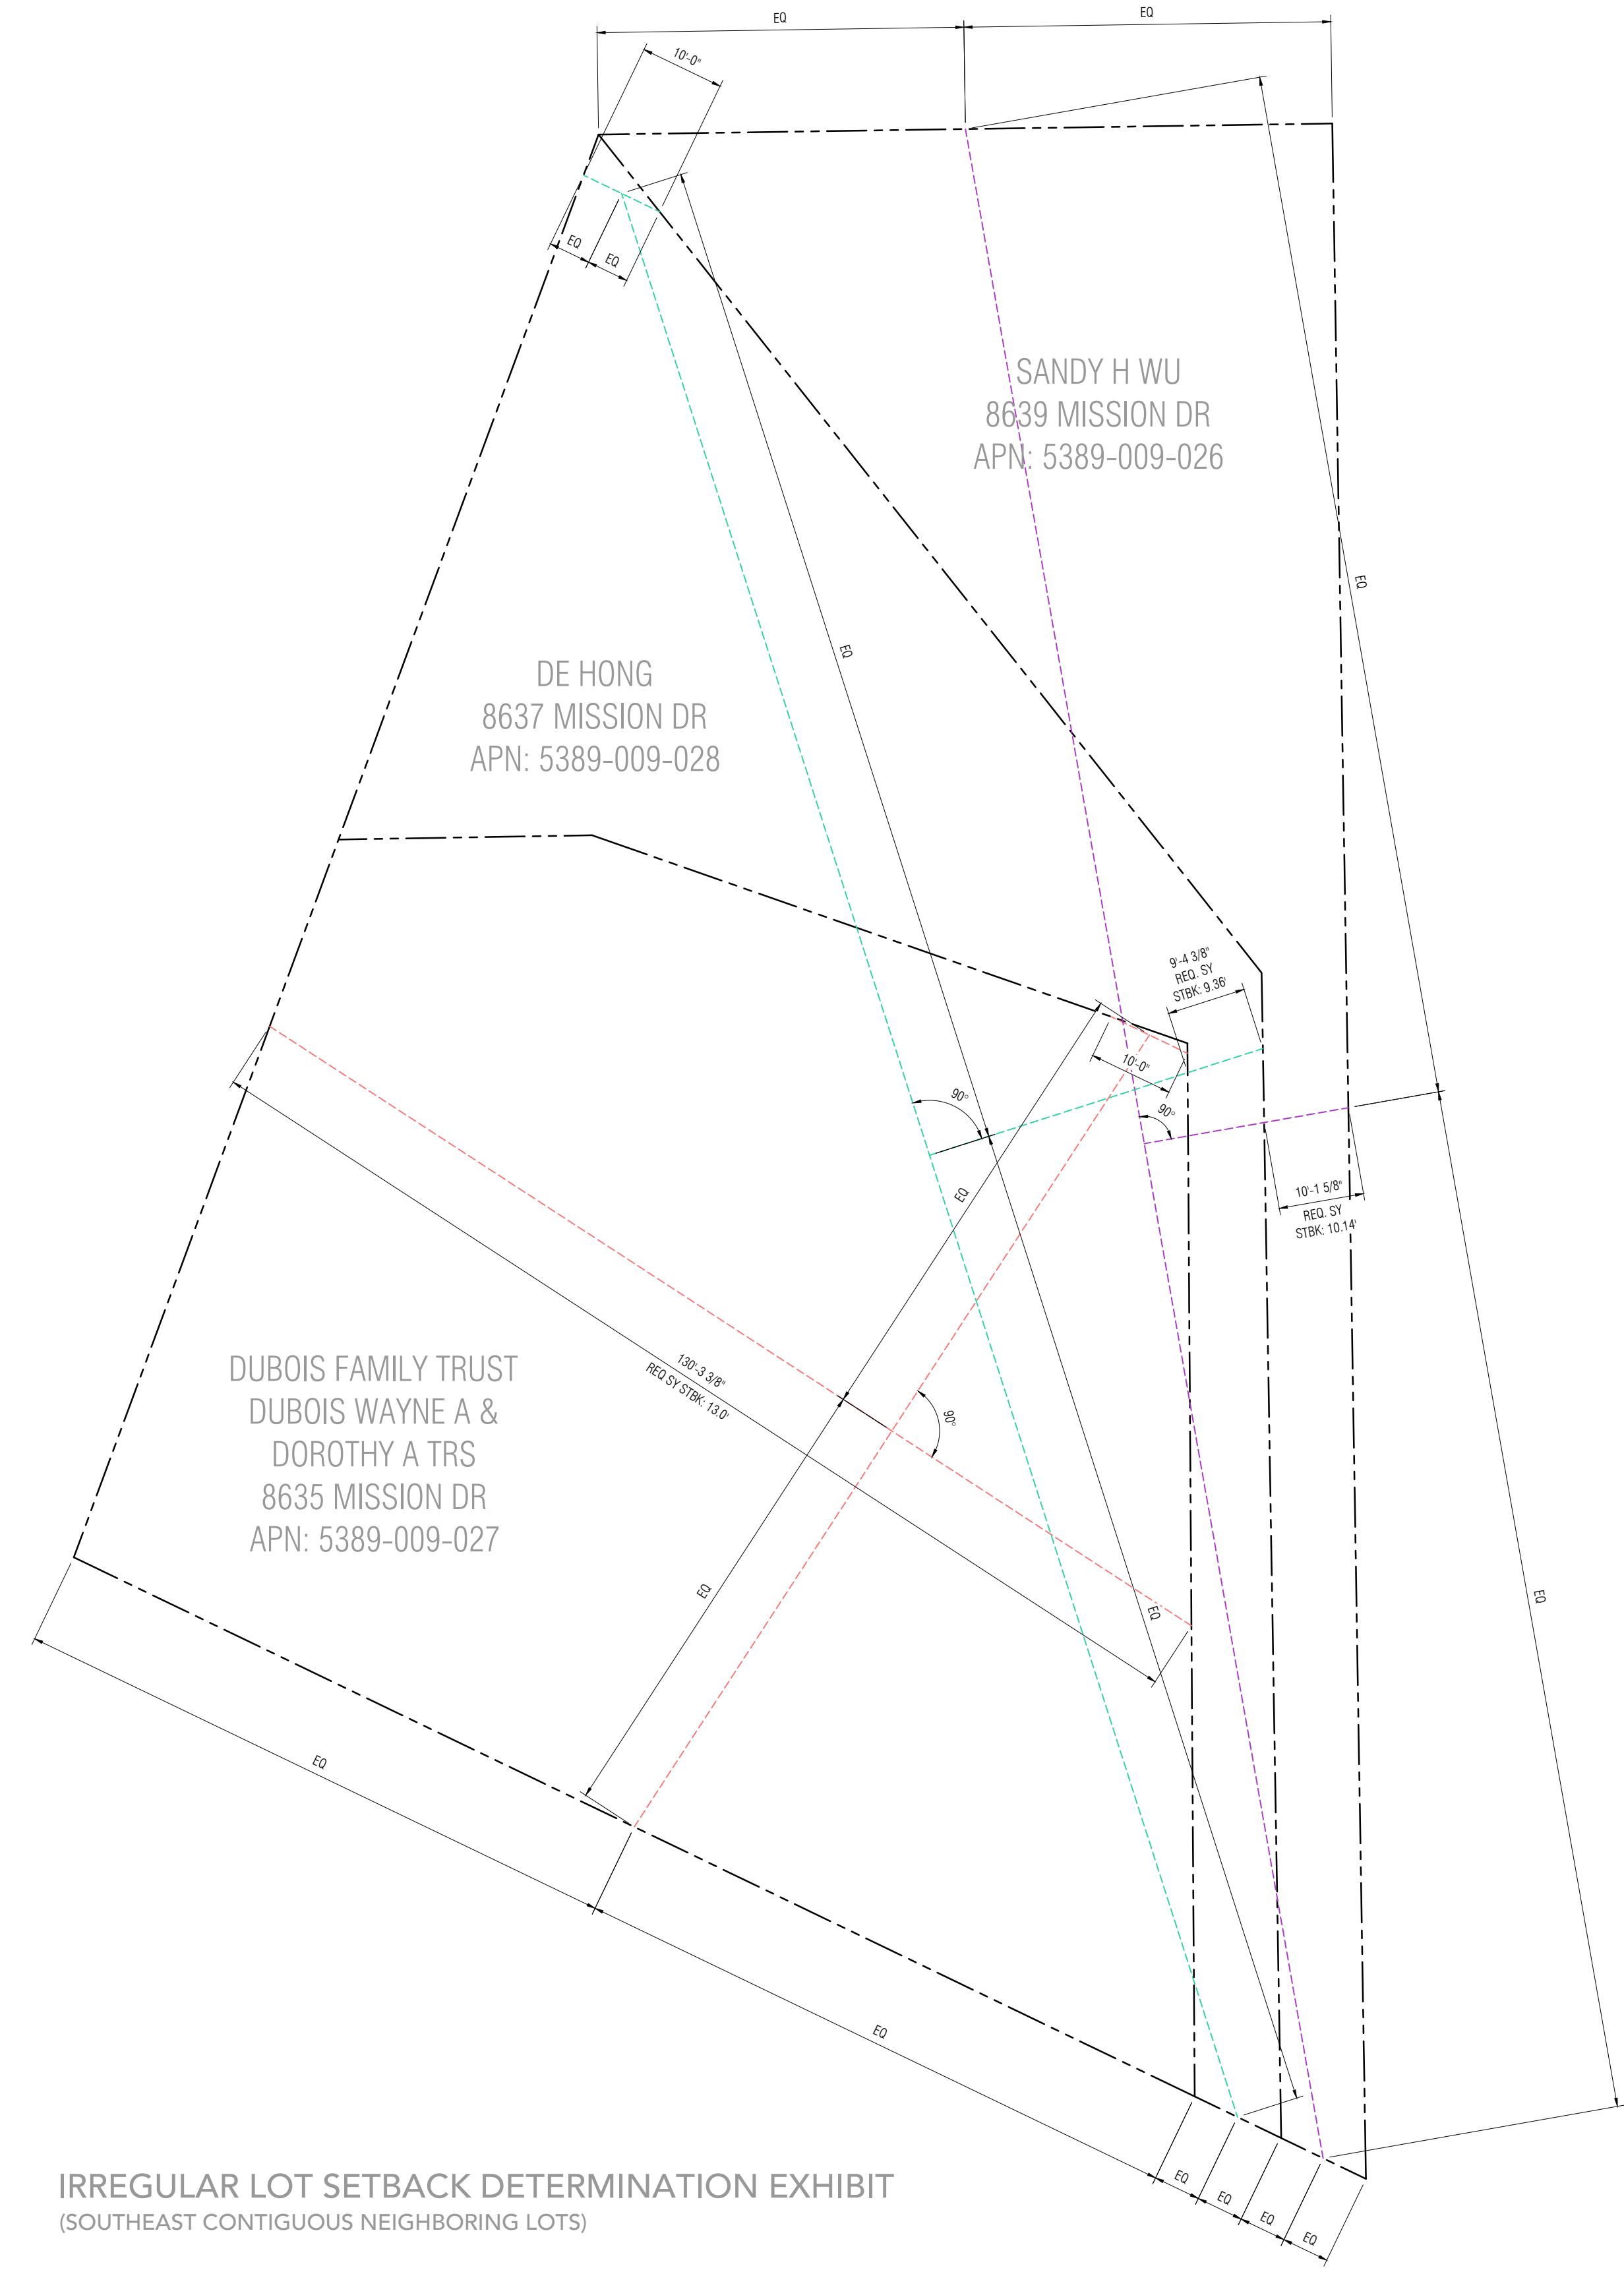 EQ
EQ
10'-0"
EQ
EQ
SANDY H WU
8639 MISSION DR
APN: 5389-009-026
EQ
EQ
DE HONG
8637 MISSION DR
APN: 5389-009-028
9'-4 3/8"
REQ. SY
STBK: 9.36'
10'-0"
90°
90°
EQ
10'-1 5/8"
REQ. SY
STBK: 10.14'
130'-3 3/8"
REQ SY STBK: 13.0'
DUBOIS FAMILY TRUST
DUBOIS WAYNE A &
DOROTHY A TRS
8635 MISSION DR
APN: 5389-009-027
90°
EQ
EQ
EQ
EQ
EQ
IRREGULAR LOT SETBACK DETERMINATION EXHIBIT
(SOUTHEAST CONTIGUOUS NEIGHBORING LOTS)
EQ
EQ
EQ
EQ